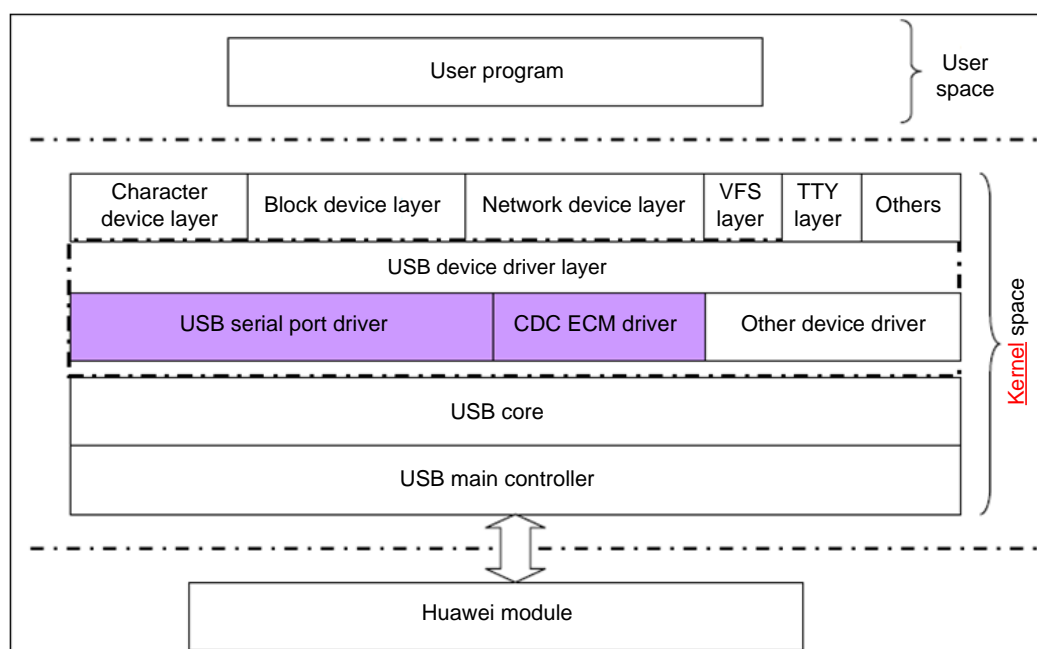 User program
User
space
Character
device layer
Block device layer
Network device layer
VFS
layer
TTY
layer
Others
USB device driver layer
USB serial port driver
CDC ECM driver
Other device driver
Kernel space
USB core
USB main controller
Huawei module